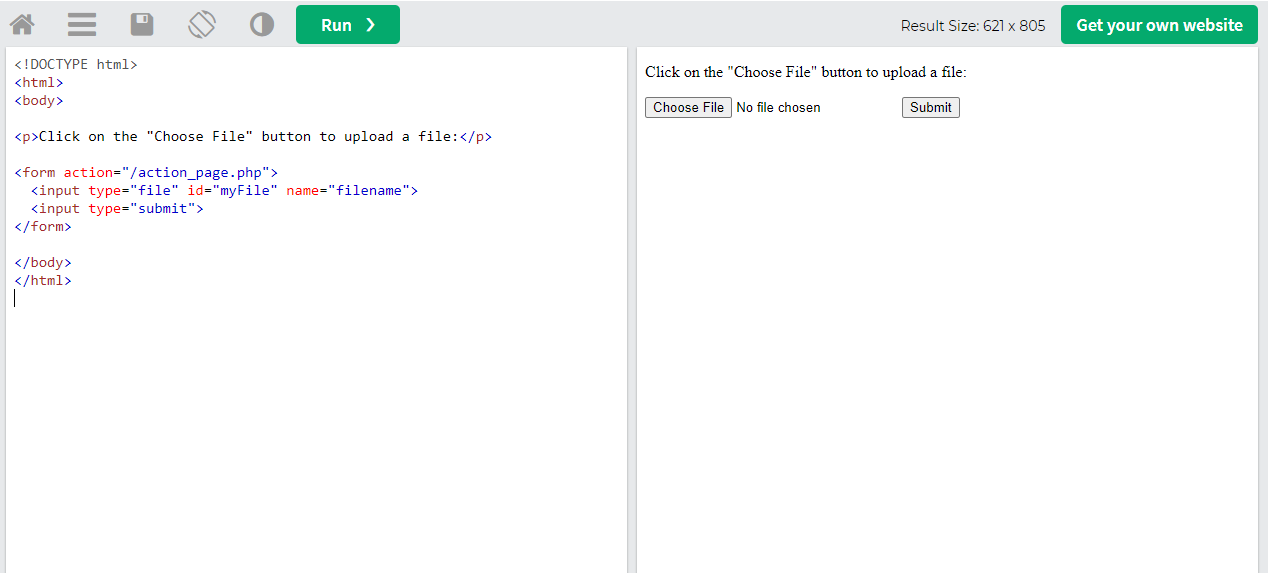 Run ❯
Result Size: 621 x 805
Get your own website
<!DOCTYPE html>
<html>
<body>
<p>Click on the "Choose File" button to upload a file:</p>
<form action="/action_page.php">
  <input type="file" id="myFile" name="filename">
  <input type="submit">
</form>
</body>
</html>
Click on the "Choose File" button to upload a file:
Choose File No file chosen Submit